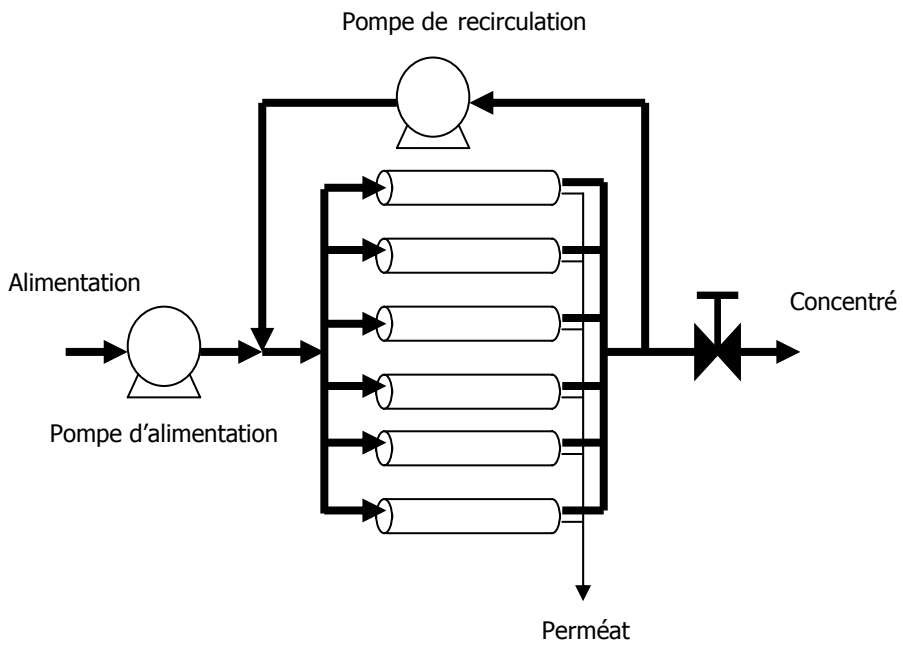 Pompe de recirculation
Alimentation
Concentré
Pompe d’alimentation
Perméat